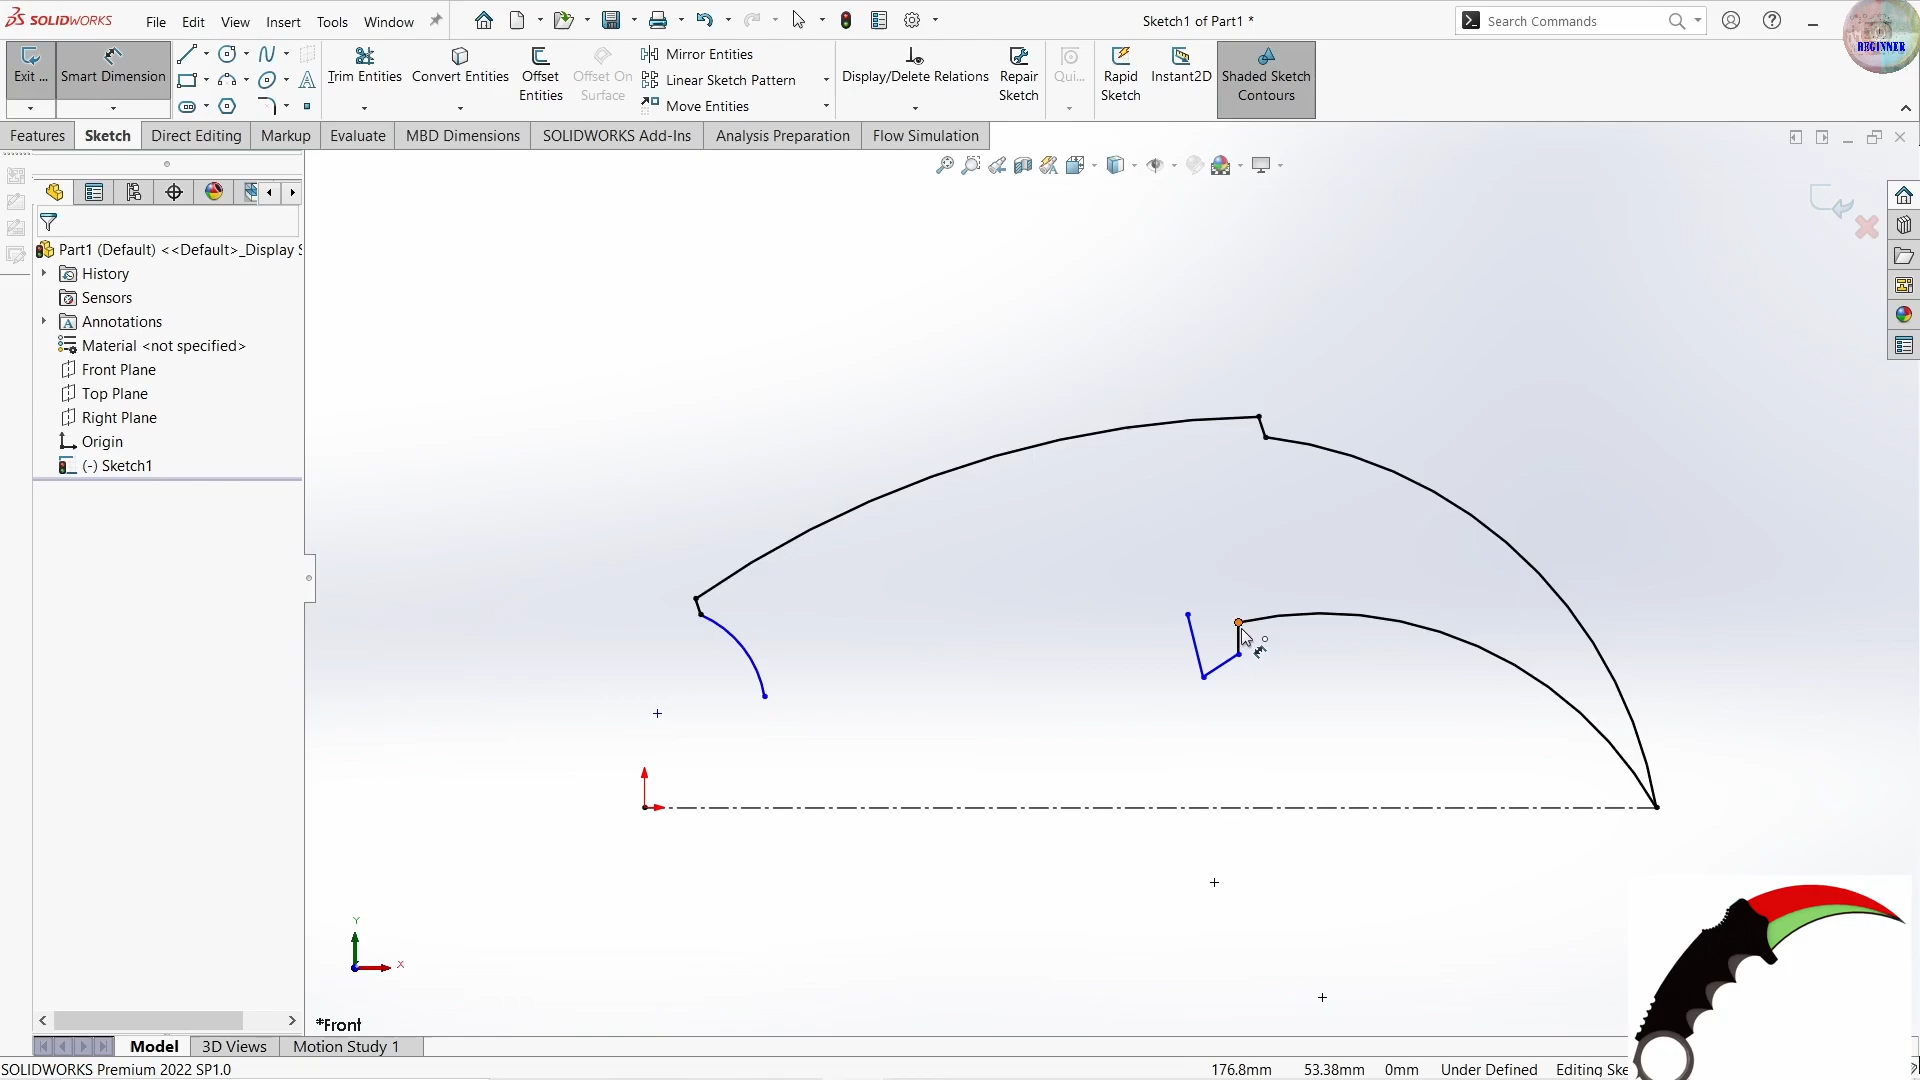 SOLIDWORKS File Edit View Insert Tools Window Sketch1 of Part1 * Search Commands
BEGINNER
Exit ... Smart Dimension Trim Entities Convert Entities Offset Entities Offset On Surface Mirror Entities Linear Sketch Pattern Move Entities Display/Delete Relations Repair Sketch Qui... Rapid Sketch Instant2D Shaded Sketch Contours
Features Sketch Direct Editing Markup Evaluate MBD Dimensions SOLIDWORKS Add-Ins Analysis Preparation Flow Simulation
Part1 (Default) <<Default>_Display S
History
Sensors
Annotations
Material <not specified>
Front Plane
Top Plane
Right Plane
Origin
(-) Sketch1
Y
X
*Front
Model 3D Views Motion Study 1
SOLIDWORKS Premium 2022 SP1.0 176.8mm 53.38mm 0mm Under Defined Editing Ske